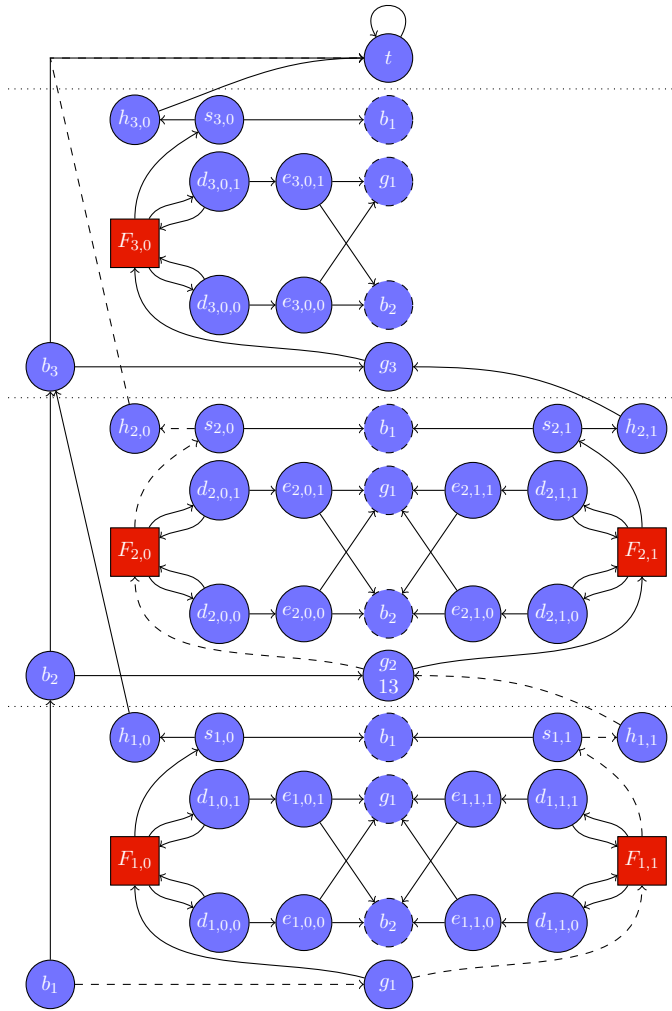 t
h3,0 s3,0 b1
d3,0,1 e3,0,1 g1
F3,0
d3,0,0 e3,0,0 b2
b3 g3
h2,0 s2,0 b1 s2,1 h2,1
d2,0,1 e2,0,1 g1 e2,1,1 d2,1,1
F2,0 F2,1
d2,0,0 e2,0,0 b2 e2,1,0 d2,1,0
b2 g2
13
h1,0 s1,0 b1 s1,1 h1,1
d1,0,1 e1,0,1 g1 e1,1,1 d1,1,1
F1,0 F1,1
d1,0,0 e1,0,0 b2 e1,1,0 d1,1,0
b1 g1